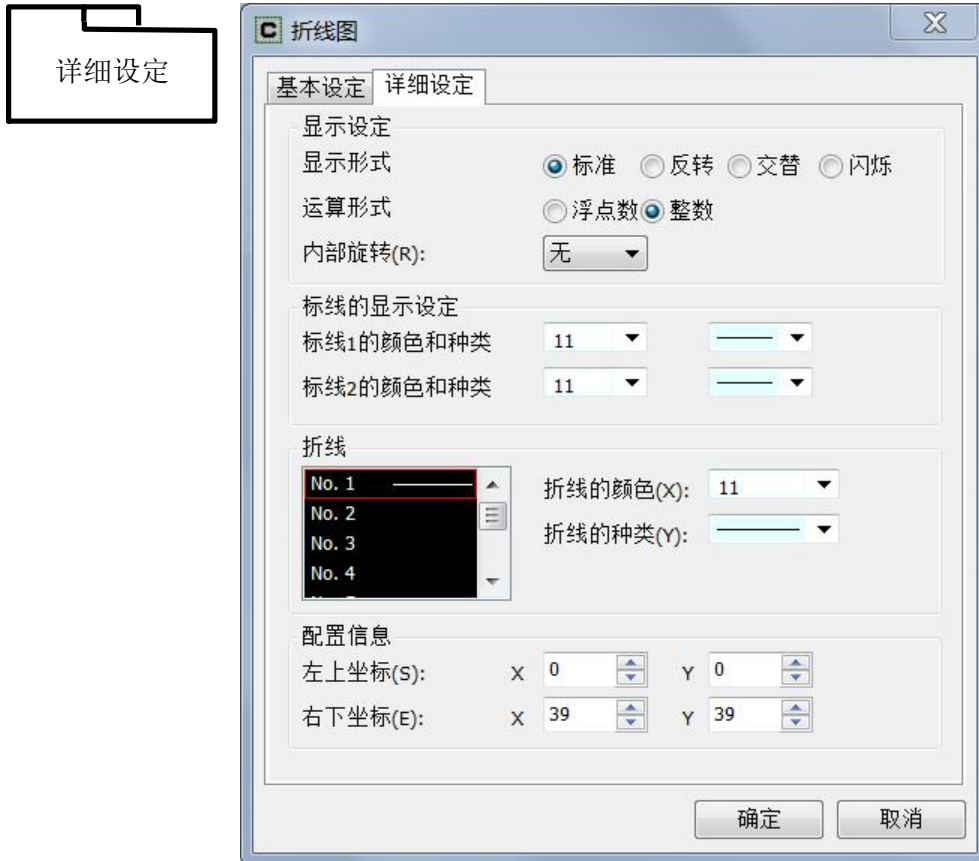 详细设定
C 折线图
基本设定 详细设定
显示设定
显示形式 标准 反转 交替 闪烁
运算形式 浮点数 整数
内部旋转(R): 无
标线的显示设定
标线1的颜色和种类 11
标线2的颜色和种类 11
折线
No. 1
No. 2
No. 3
No. 4
折线的颜色(X): 11
折线的种类(Y):
配置信息
左上坐标(S): X 0 Y 0
右下坐标(E): X 39 Y 39
确定 取消